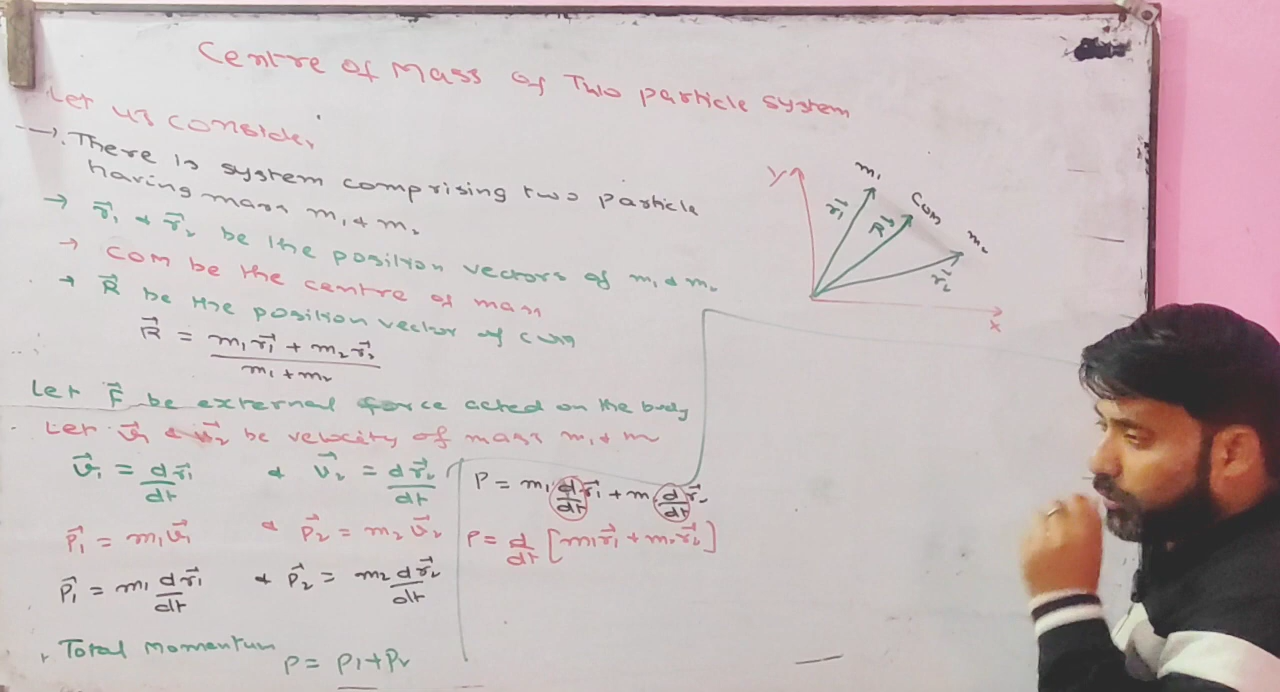 Centre of Mass of Two particle system
Let us consider
→ There is system comprising two particle
having mass m₁ & m₂
→ r⃗₁ & r⃗₂ be the position vectors of m₁ & m₂
→ COM be the centre of mass
→ R⃗ be the position vector of com
R⃗ = (m₁r⃗₁ + m₂r⃗₂)/(m₁+m₂)
Let F⃗ be external force acted on the body
Let v⃗₁ & v⃗₂ be velocity of mass m₁ & m
v⃗₁ = dr⃗₁/dt & v⃗₂ = dr⃗₂/dt
p⃗₁ = m₁v⃗₁ & p⃗₂ = m₂v⃗₂
p⃗₁ = m₁ dr⃗₁/dt & p⃗₂ = m₂ dr⃗₂/dt
Total Momentum
P = P₁+P₂
P = m₁ d/dt r⃗₁ + m₂ d/dt r⃗₂
P = d/dt [m₁r⃗₁ + m₂r⃗₂]
Y
m₁
r⃗₁
COM
R⃗
m₂
r⃗₂
X